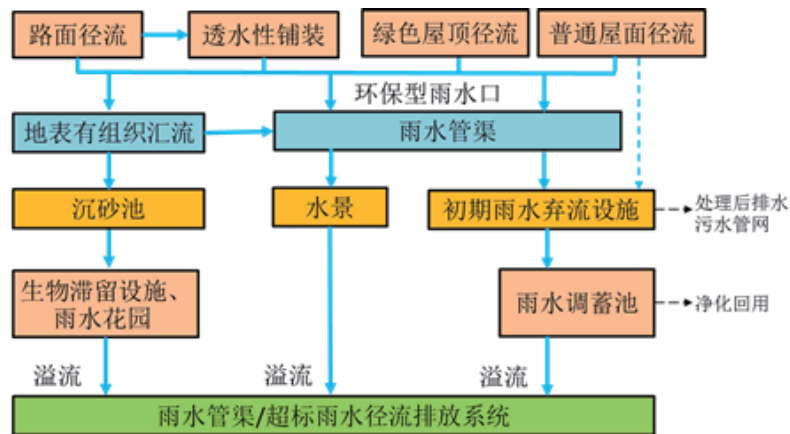 路面径流
透水性铺装
绿色屋顶径流
普通屋面径流
环保型雨水口
地表有组织汇流
雨水管渠
沉砂池
水景
初期雨水弃流设施
处理后排水
污水管网
生物滞留设施、
雨水花园
雨水调蓄池
净化回用
溢流
溢流
溢流
雨水管渠/超标雨水径流排放系统